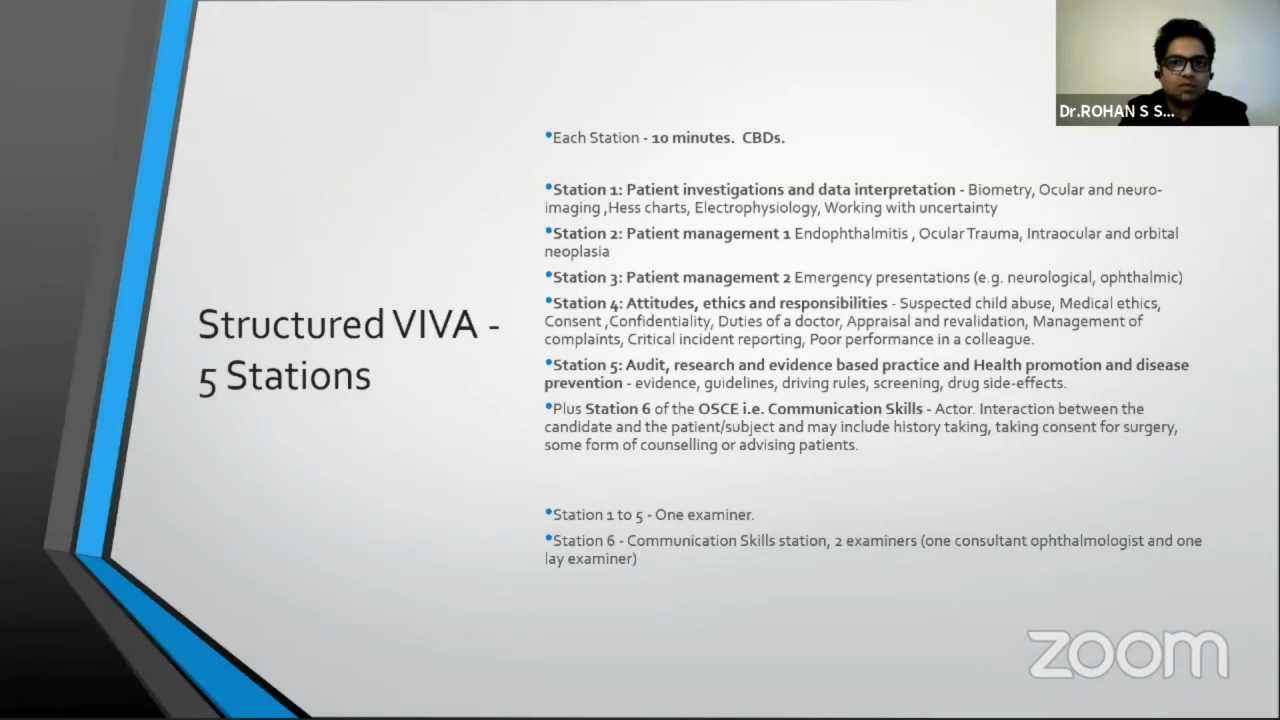 Dr.ROHAN S S...
•Each Station - 10 minutes. CBDs.
•Station 1: Patient investigations and data interpretation - Biometry, Ocular and neuro-
imaging ,Hess charts, Electrophysiology, Working with uncertainty
•Station 2: Patient management 1 Endophthalmitis , Ocular Trauma, Intraocular and orbital
neoplasia
•Station 3: Patient management 2 Emergency presentations (e.g. neurological, ophthalmic)
•Station 4: Attitudes, ethics and responsibilities - Suspected child abuse, Medical ethics,
Consent ,Confidentiality, Duties of a doctor, Appraisal and revalidation, Management of
complaints, Critical incident reporting, Poor performance in a colleague.
•Station 5: Audit, research and evidence based practice and Health promotion and disease
prevention - evidence, guidelines, driving rules, screening, drug side-effects.
•Plus Station 6 of the OSCE i.e. Communication Skills - Actor. Interaction between the
candidate and the patient/subject and may include history taking, taking consent for surgery,
some form of counselling or advising patients.
•Station 1 to 5 - One examiner.
•Station 6 - Communication Skills station, 2 examiners (one consultant ophthalmologist and one
lay examiner)
Structured VIVA -
5 Stations
zoom